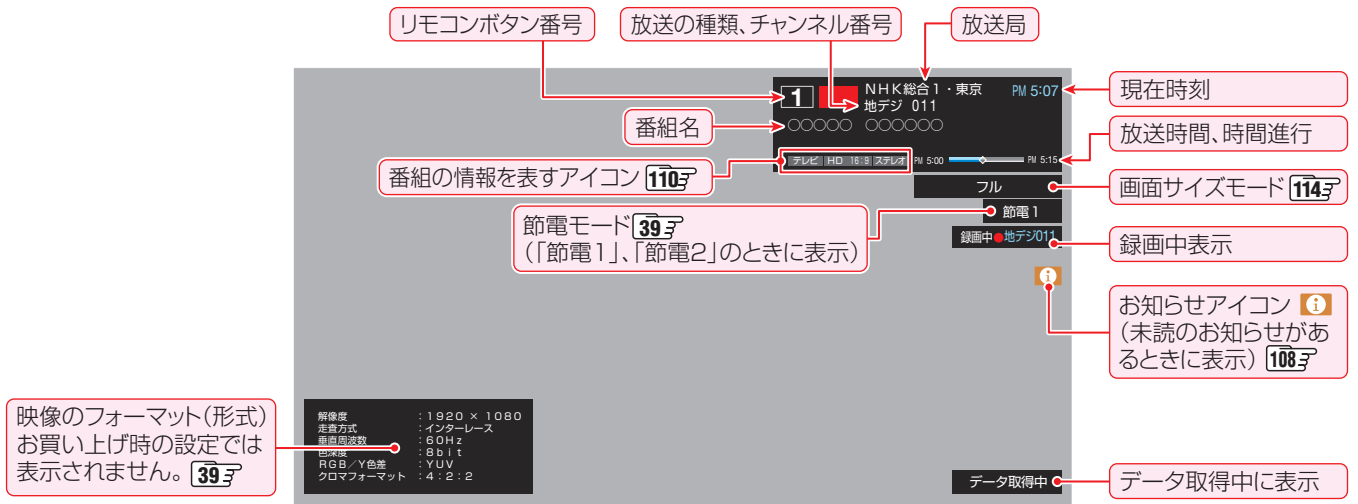 リモコンボタン番号
放送の種類、チャンネル番号
放送局
1
NHK総合1・東京
PM 5:07
地デジ 011
現在時刻
番組名
○○○○○ ○○○○○○
放送時間、時間進行
テレビ HD 16:9 ステレオ PM 5:00 PM 5:15
番組の情報を表すアイコン 110
フル
画面サイズモード 114
節電1
節電モード 39
(「節電1」、「節電2」のときに表示)
録画中●地デジ011
録画中表示
お知らせアイコン i
(未読のお知らせがあ
るときに表示) 108
映像のフォーマット(形式)
お買い上げ時の設定では
表示されません。 39
解像度 :1920 × 1080
走査方式 :インターレース
垂直周波数 :60Hz
色深度 :8bit
RGB/Y色差 :YUV
クロマフォーマット :4:2:2
データ取得中
データ取得中に表示